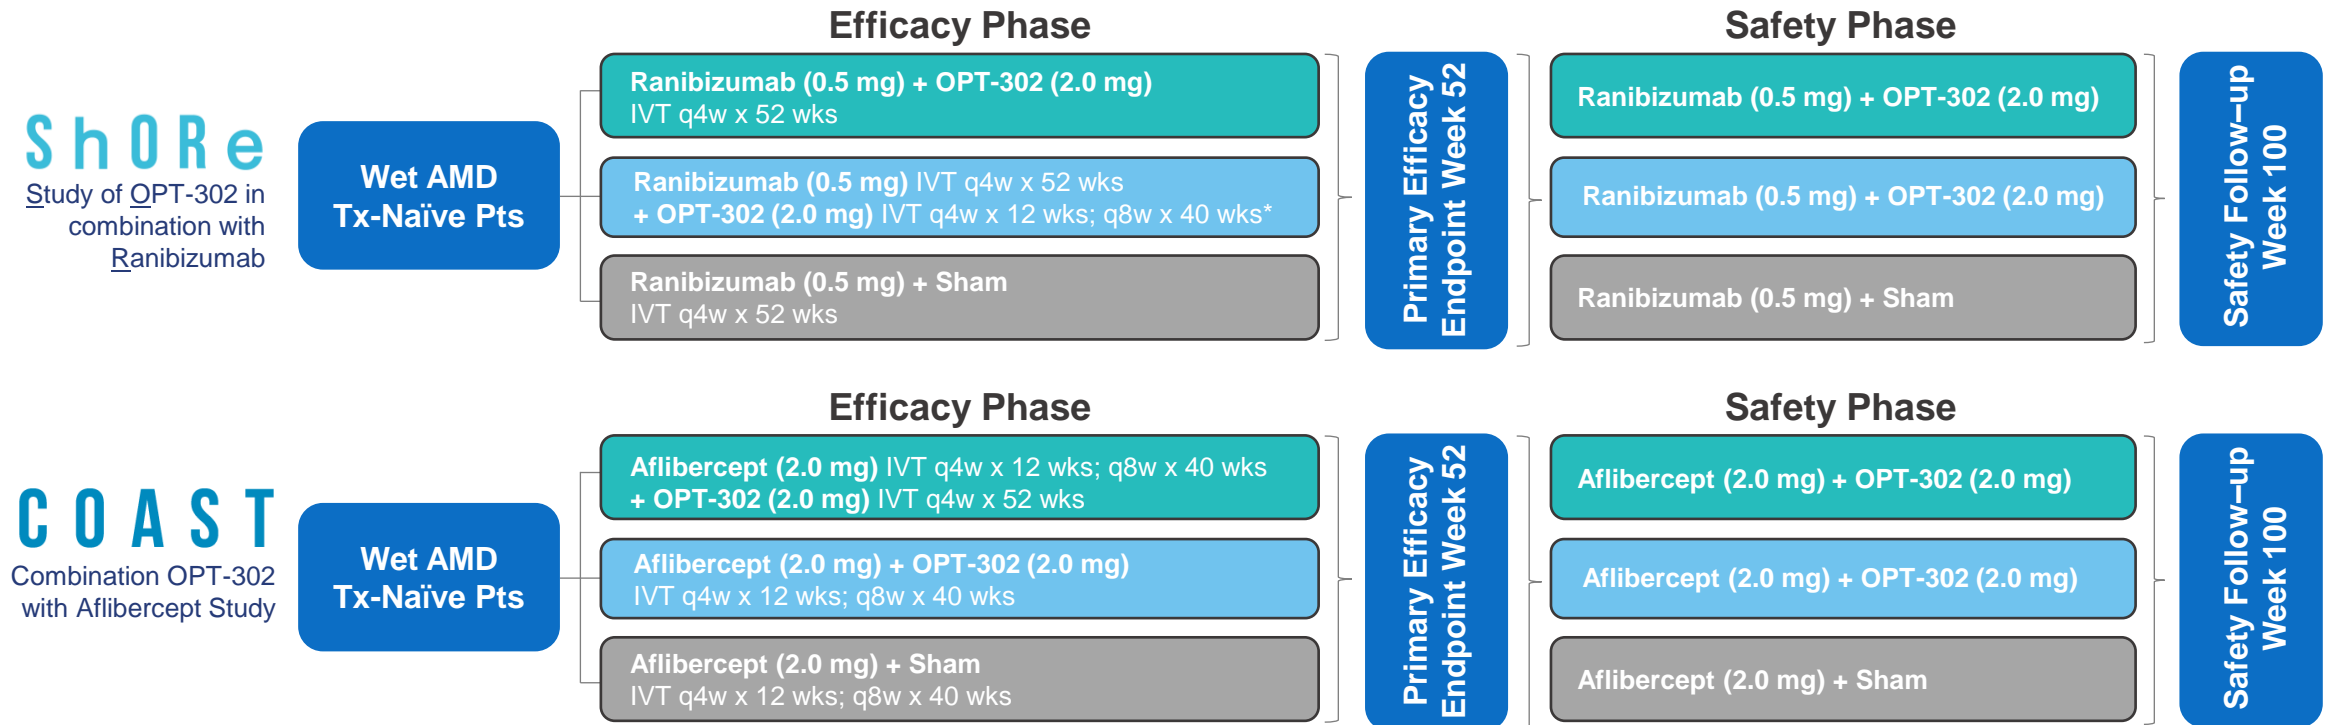 Efficacy Phase
Safety Phase
ShORe
Study of OPT-302 in
combination with
Ranibizumab
Wet AMD
Tx-Naïve Pts
Ranibizumab (0.5 mg) + OPT-302 (2.0 mg)
IVT q4w x 52 wks
Ranibizumab (0.5 mg) IVT q4w x 52 wks
+ OPT-302 (2.0 mg) IVT q4w x 12 wks; q8w x 40 wks*
Ranibizumab (0.5 mg) + Sham
IVT q4w x 52 wks
Primary Efficacy
Endpoint Week 52
Ranibizumab (0.5 mg) + OPT-302 (2.0 mg)
Ranibizumab (0.5 mg) + OPT-302 (2.0 mg)
Ranibizumab (0.5 mg) + Sham
Safety Follow–up
Week 100
Efficacy Phase
Safety Phase
COAST
Combination OPT-302
with Aflibercept Study
Wet AMD
Tx-Naïve Pts
Aflibercept (2.0 mg) IVT q4w x 12 wks; q8w x 40 wks
+ OPT-302 (2.0 mg) IVT q4w x 52 wks
Aflibercept (2.0 mg) + OPT-302 (2.0 mg)
IVT q4w x 12 wks; q8w x 40 wks
Aflibercept (2.0 mg) + Sham
IVT q4w x 12 wks; q8w x 40 wks
Primary Efficacy
Endpoint Week 52
Aflibercept (2.0 mg) + OPT-302 (2.0 mg)
Aflibercept (2.0 mg) + OPT-302 (2.0 mg)
Aflibercept (2.0 mg) + Sham
Safety Follow–up
Week 100